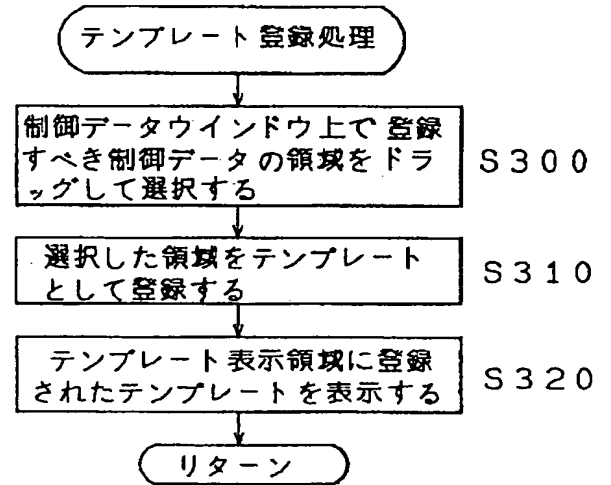 テンプレート登録処理
制御データウインドウ上で登録
すべき制御データの領域をドラ
ッグして選択する
S300
選択した領域をテンプレート
として登録する
S310
テンプレート表示領域に登録
されたテンプレートを表示する
S320
リターン